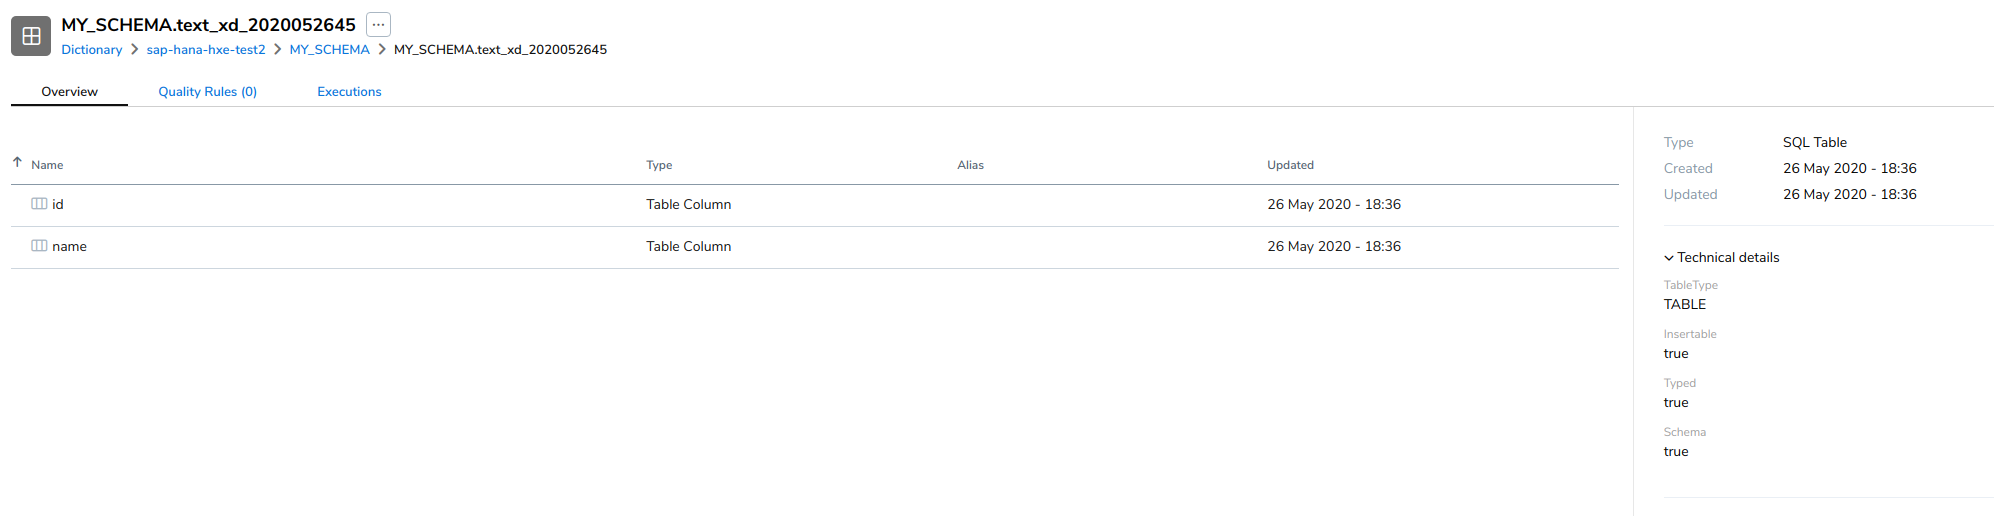 MY_SCHEMA.text_xd_2020052645 ...
Dictionary > sap-hana-hxe-test2 > MY_SCHEMA > MY_SCHEMA.text_xd_2020052645
Overview Quality Rules (0) Executions
Name Type Alias Updated
id Table Column 26 May 2020 - 18:36
name Table Column 26 May 2020 - 18:36
Type SQL Table
Created 26 May 2020 - 18:36
Updated 26 May 2020 - 18:36
Technical details
TableType
TABLE
Insertable
true
Typed
true
Schema
true